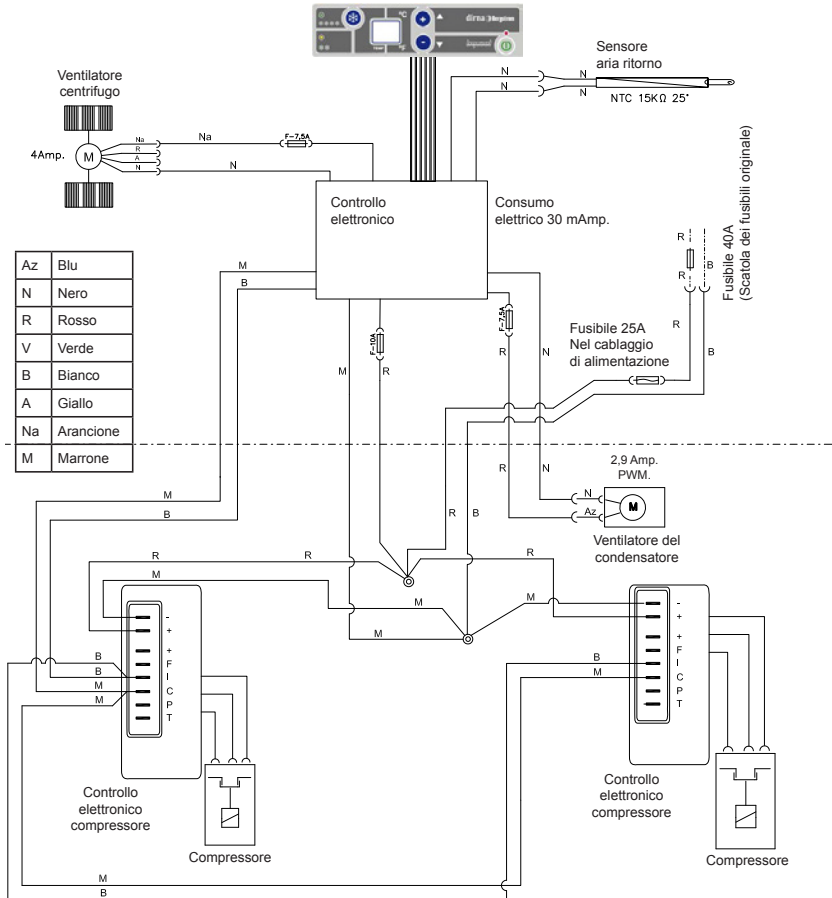 °C
°F
TEMP
dirna Bergstrom
Ventilatore
centrifugo
4Amp.
M
Na
R
A
N
Na
N
F-7,5A
N
N
N
N
Sensore
aria ritorno
NTC 15KΩ 25°
Controllo
elettronico
Consumo
elettrico 30 mAmp.
R
R
B
Fusibile 40A
(Scatola dei fusibili originale)
R
B
Fusibile 25A
Nel cablaggio
di alimentazione
M
B
F-10A
M
R
F-7,5A
R
N
Az Blu
N Nero
R Rosso
V Verde
B Bianco
A Giallo
Na Arancione
M Marrone
R
N
R
B
2,9 Amp.
PWM.
N
Az
M
Ventilatore del
condensatore
M
B
R
R
M
R
M
M
M
-
+
+
F
I
C
P
T
B
B
M
M
-
+
+
F
I
C
P
T
B
M
Controllo
elettronico
compressore
Compressore
Controllo
elettronico
compressore
Compressore
M
B